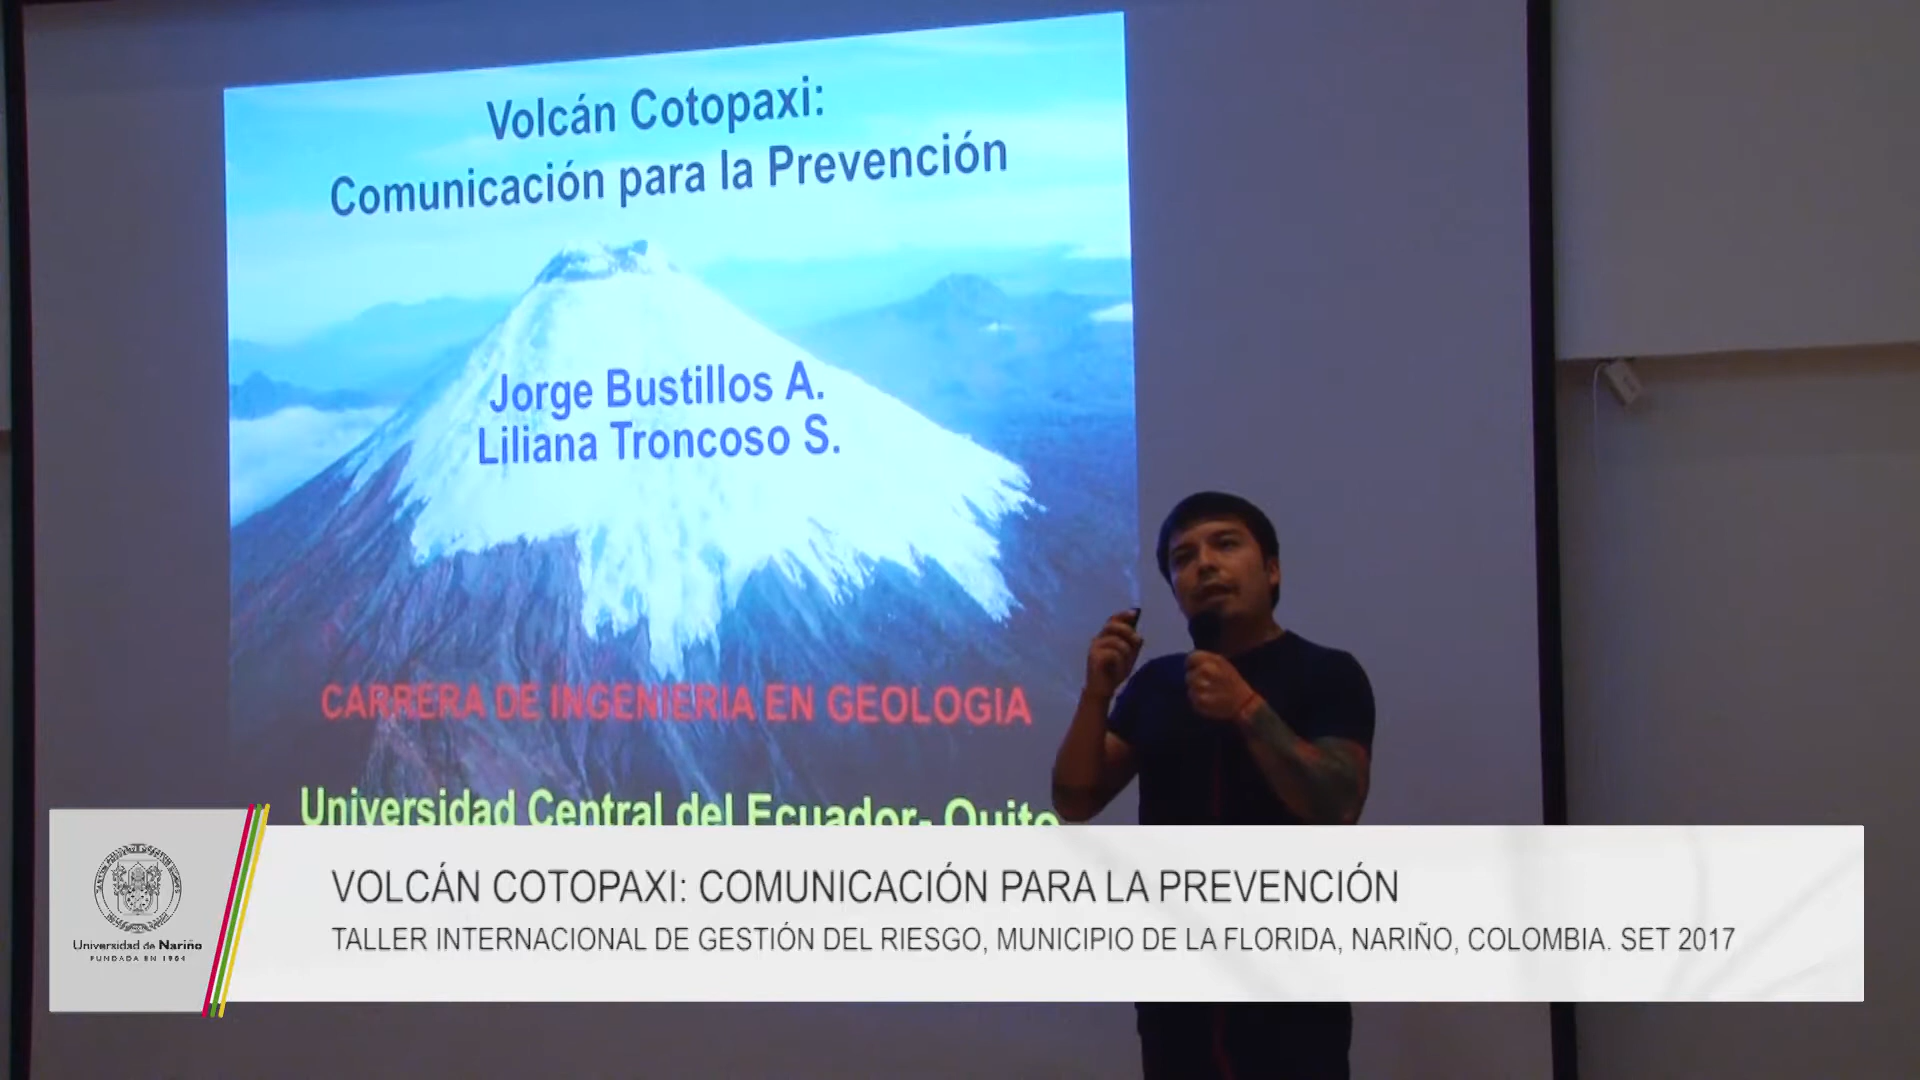 Volcán Cotopaxi:
Comunicación para la Prevención
Jorge Bustillos A.
Liliana Troncoso S.
CARRERA DE INGENIERIA EN GEOLOGIA
Universidad Central del Ecuador- Quito
Universidad de Nariño
FUNDADA EN 1904
VOLCÁN COTOPAXI: COMUNICACIÓN PARA LA PREVENCIÓN
TALLER INTERNACIONAL DE GESTIÓN DEL RIESGO, MUNICIPIO DE LA FLORIDA, NARIÑO, COLOMBIA. SET 2017